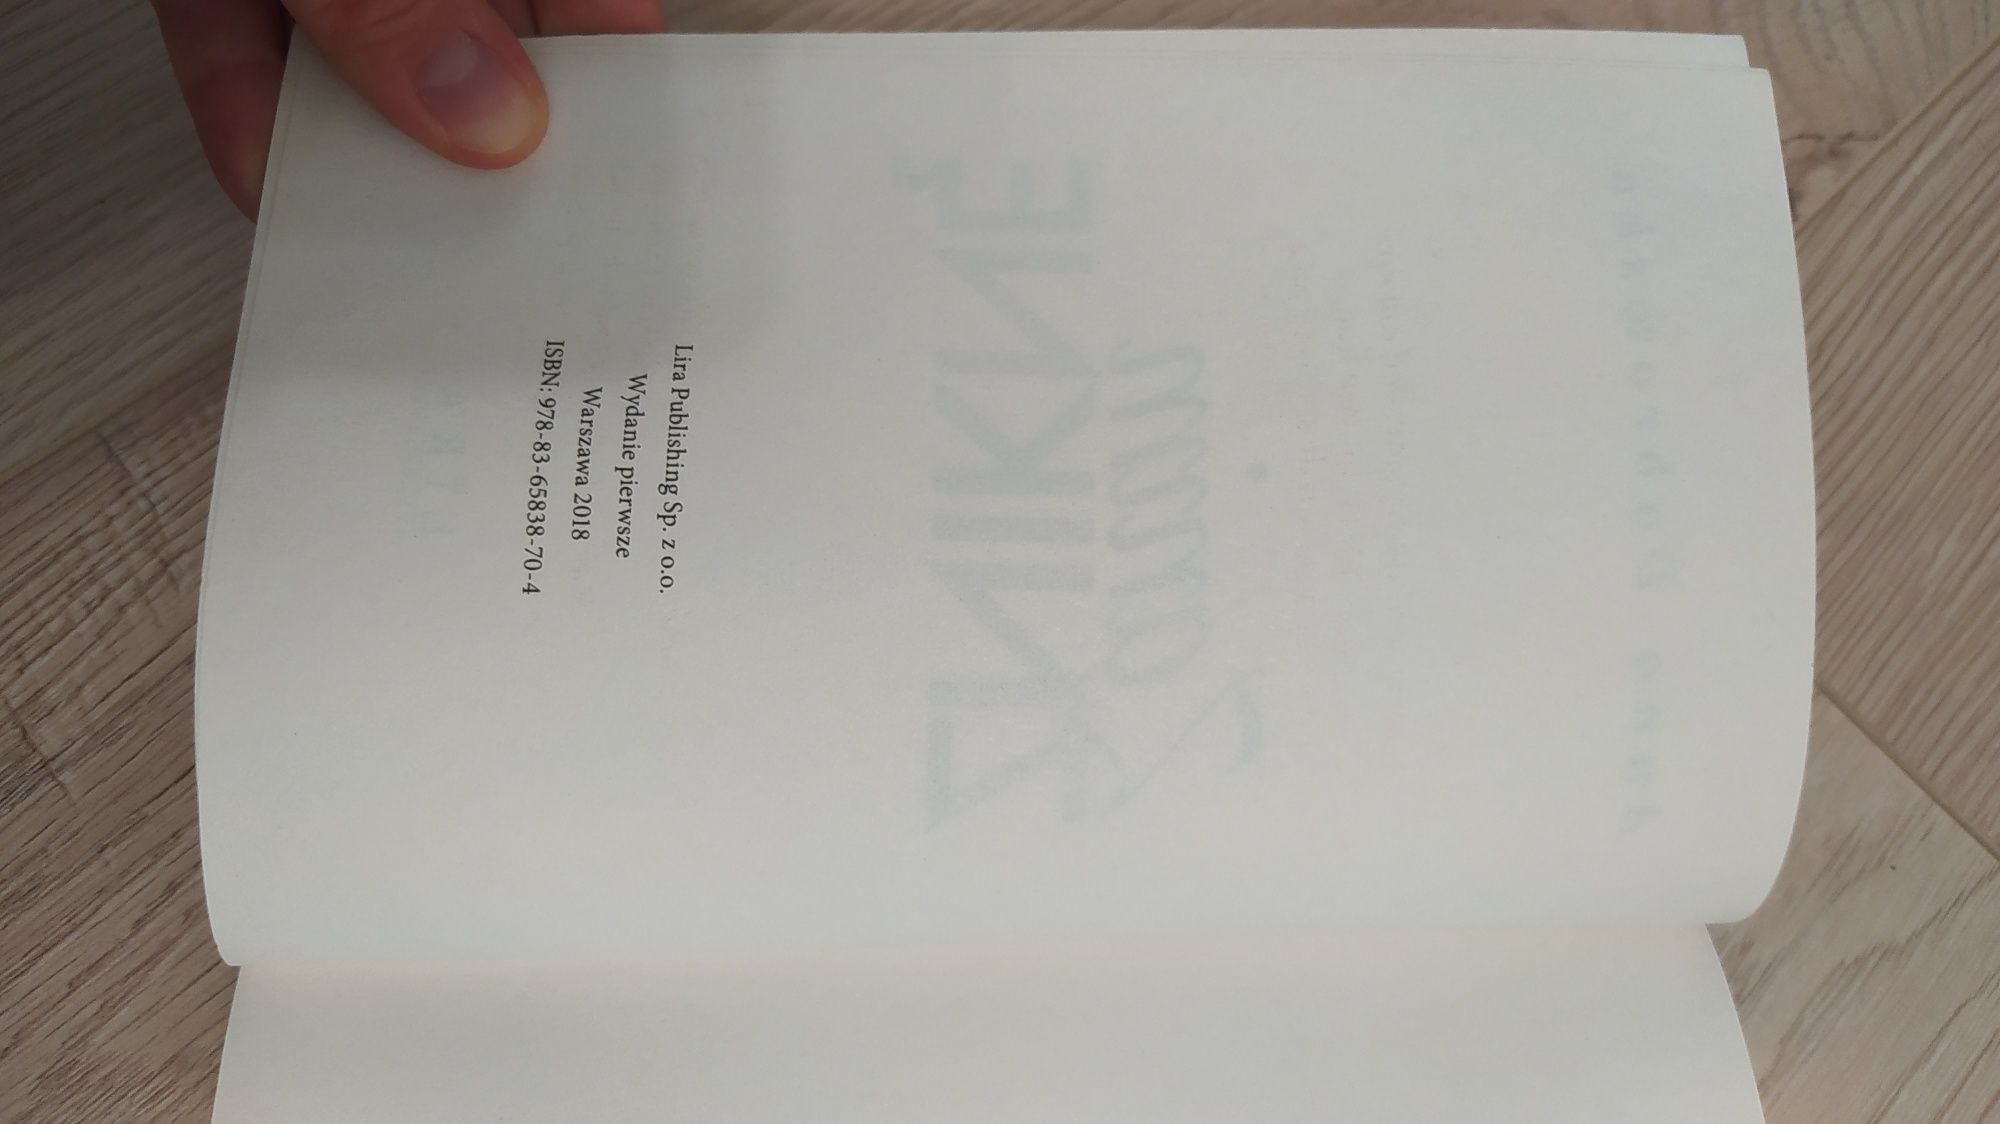 Lira Publishing Sp. z o.o.
Wydanie pierwsze
Warszawa 2018
ISBN: 978-83-65838-70-4